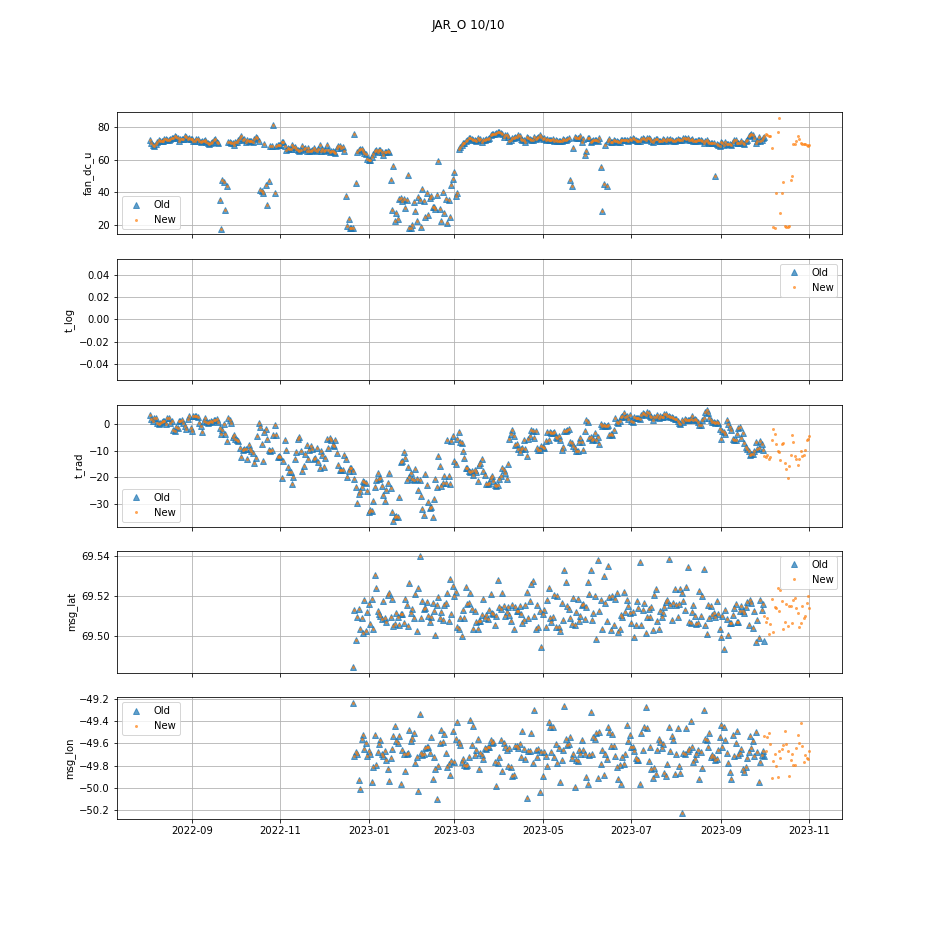 JAR_O 10/10
fan_dc_u
80
60
40
20
Old
New
t_log
0.04
0.02
0.00
−0.02
−0.04
Old
New
t_rad
0
−10
−20
−30
Old
New
msg_lat
69.54
69.52
69.50
Old
New
msg_lon
−49.2
−49.4
−49.6
−49.8
−50.0
−50.2
Old
New
2022-09 2022-11 2023-01 2023-03 2023-05 2023-07 2023-09 2023-11